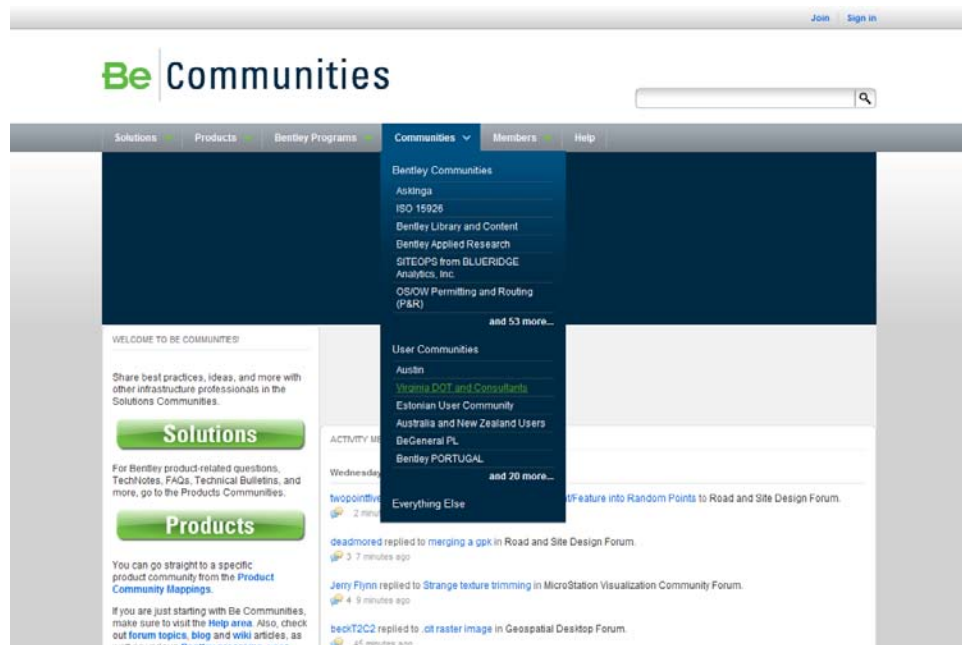 Join Sign in
Be Communities
Solutions Products Bentley Programs Communities Members Help
Bentley Communities
Askinga
ISO 15926
Bentley Library and Content
Bentley Applied Research
SITEOPS from BLUERIDGE
Analytics, Inc.
OS/OW Permitting and Routing
(P&R)
and 53 more...
User Communities
Austin
Virginia DOT and Consultants
Estonian User Community
Australia and New Zealand Users
BeGeneral PL
Bentley PORTUGAL
and 20 more...
Everything Else
WELCOME TO BE COMMUNITIES!
Share best practices, ideas, and more with
other infrastructure professionals in the
Solutions Communities.
Solutions
For Bentley product-related questions,
TechNotes, FAQs, Technical Bulletins, and
more, go to the Products Communities.
Products
You can go straight to a specific
product community from the Product
Community Mappings.
If you are just starting with Be Communities,
make sure to visit the Help area. Also, check
out forum topics, blog and wiki articles, as
ACTIVITY
Wednesday
/Feature into Random Points to Road and Site Design Forum.
2
deadmored replied to merging a gpk in Road and Site Design Forum.
3 7 minutes ago
Jerry Flynn replied to Strange texture trimming in MicroStation Visualization Community Forum.
4 9 minutes ago
beckT2C2 replied to .cit raster image in Geospatial Desktop Forum.
45 minutes ago